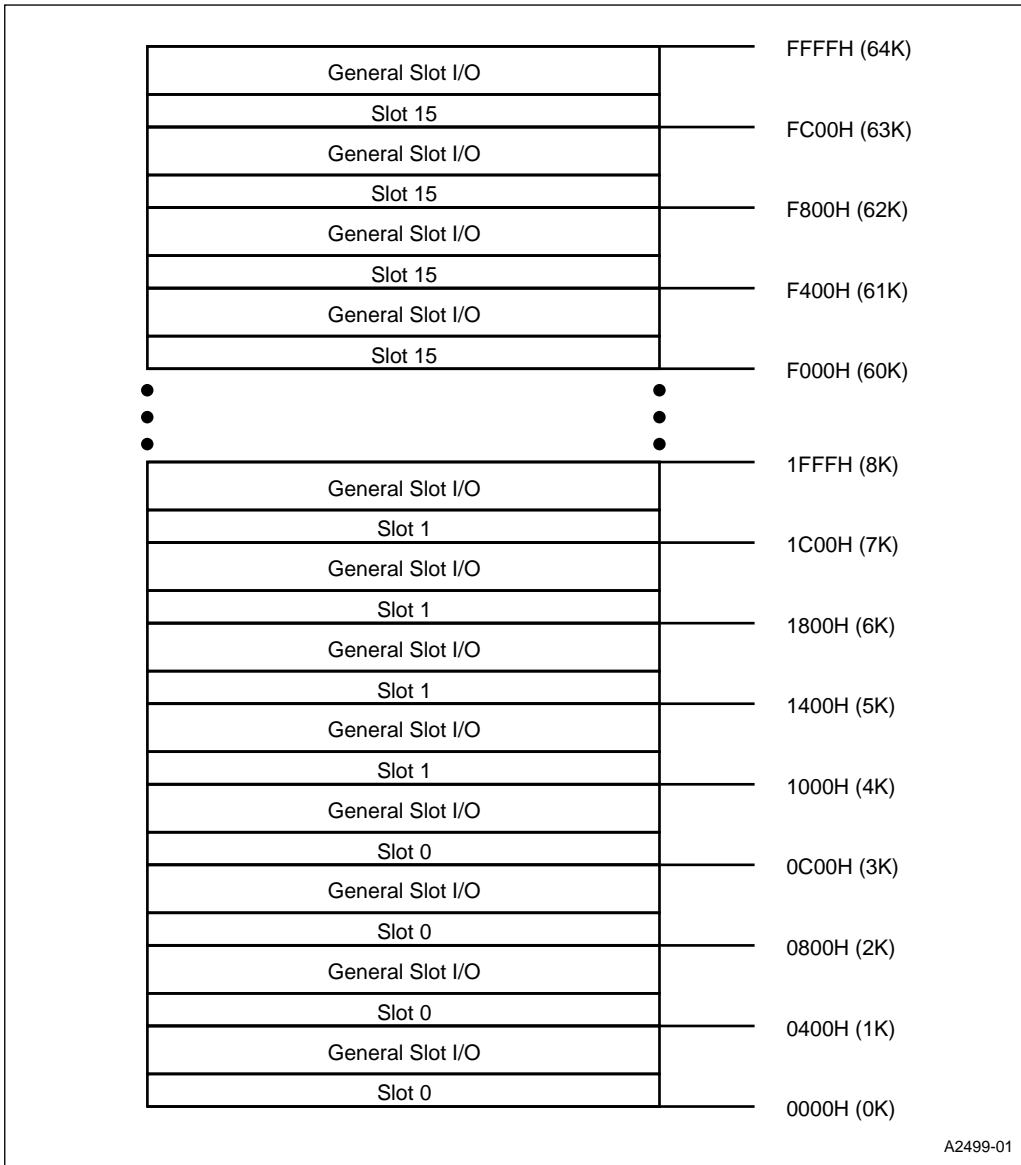 FFFFH (64K)
General Slot I/O
Slot 15
FC00H (63K)
General Slot I/O
Slot 15
F800H (62K)
General Slot I/O
Slot 15
F400H (61K)
General Slot I/O
Slot 15
F000H (60K)
1FFFH (8K)
General Slot I/O
Slot 1
1C00H (7K)
General Slot I/O
Slot 1
1800H (6K)
General Slot I/O
Slot 1
1400H (5K)
General Slot I/O
Slot 1
1000H (4K)
General Slot I/O
Slot 0
0C00H (3K)
General Slot I/O
Slot 0
0800H (2K)
General Slot I/O
Slot 0
0400H (1K)
General Slot I/O
Slot 0
0000H (0K)
A2499-01